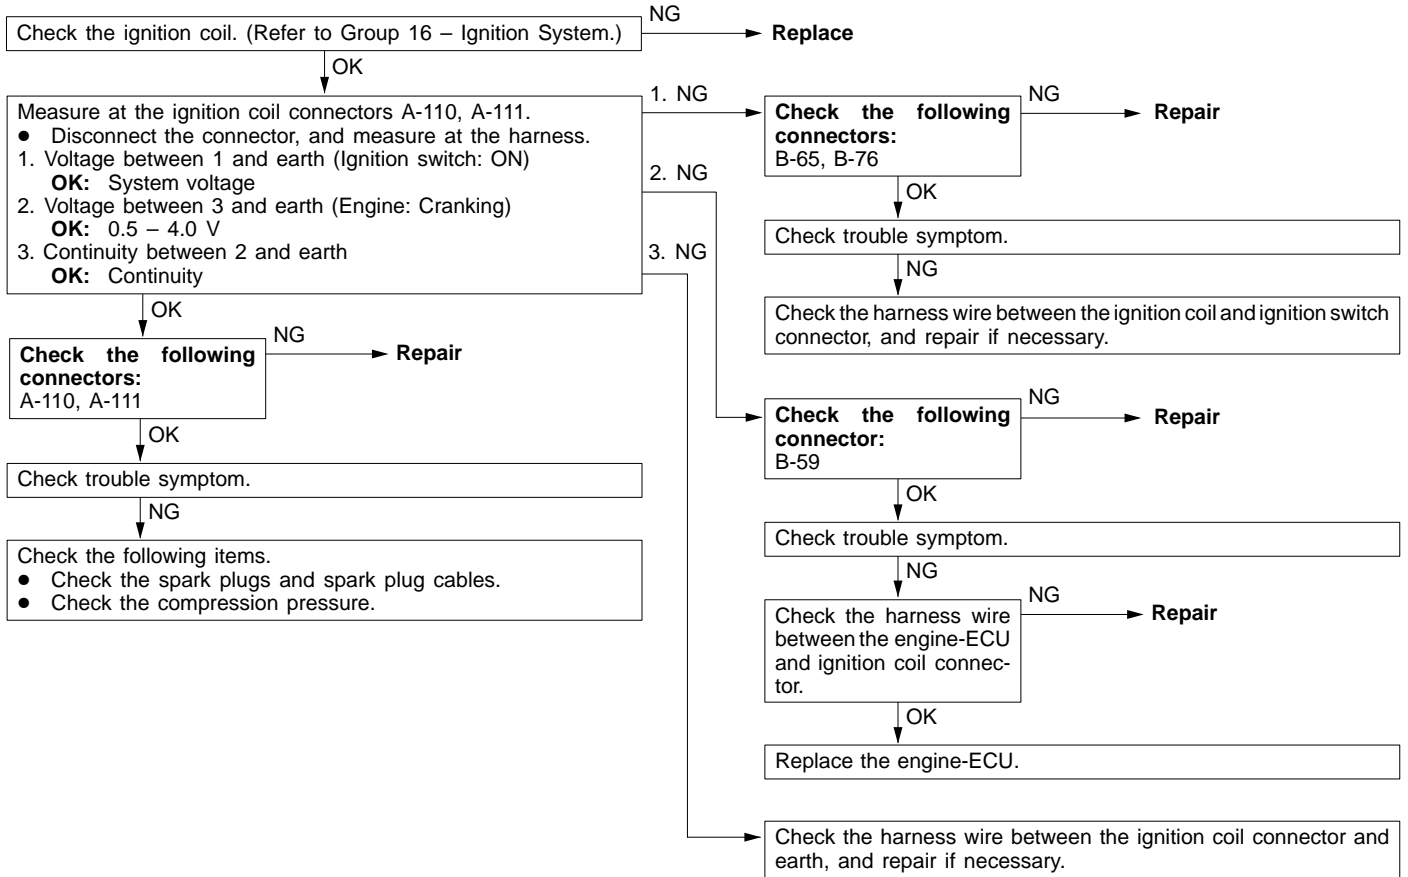 Check the ignition coil. (Refer to Group 16 – Ignition System.)
NG
Replace
OK
Measure at the ignition coil connectors A-110, A-111.
● Disconnect the connector, and measure at the harness.
1. Voltage between 1 and earth (Ignition switch: ON)
OK: System voltage
2. Voltage between 3 and earth (Engine: Cranking)
OK: 0.5 – 4.0 V
3. Continuity between 2 and earth
OK: Continuity
OK
Check the following
connectors:
A-110, A-111
NG
Repair
OK
Check trouble symptom.
NG
Check the following items.
● Check the spark plugs and spark plug cables.
● Check the compression pressure.
1. NG
Check the following
connectors:
B-65, B-76
NG
Repair
OK
Check trouble symptom.
NG
Check the harness wire between the ignition coil and ignition switch
connector, and repair if necessary.
2. NG
Check the following
connector:
B-59
NG
Repair
OK
Check trouble symptom.
NG
Check the harness wire
between the engine-ECU
and ignition coil connec-
tor.
NG
Repair
OK
Replace the engine-ECU.
3. NG
Check the harness wire between the ignition coil connector and
earth, and repair if necessary.